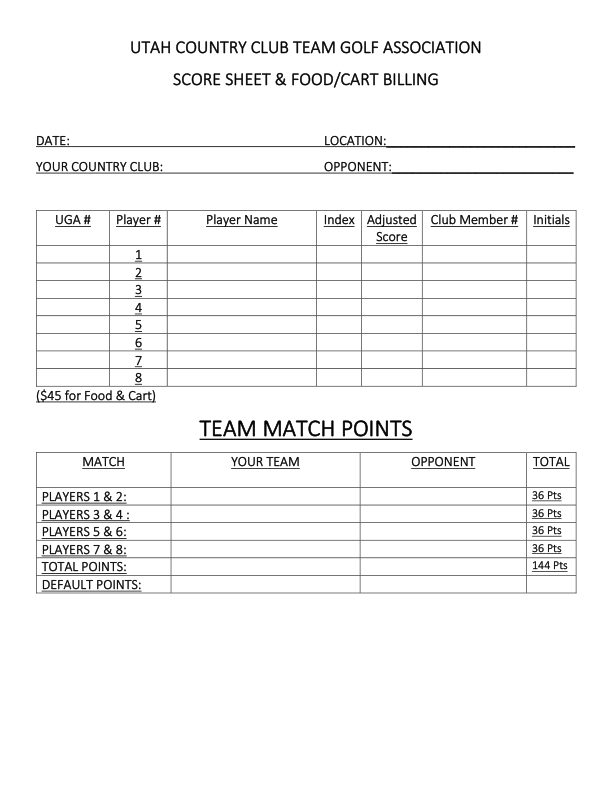 UTAH COUNTRY CLUB TEAM GOLF ASSOCIATION
SCORE SHEET & FOOD/CART BILLING
DATE: LOCATION:
YOUR COUNTRY CLUB: OPPONENT:
UGA # Player # Player Name Index Adjusted Score Club Member # Initials
1
2
3
4
5
6
7
8
($45 for Food & Cart)
TEAM MATCH POINTS
MATCH YOUR TEAM OPPONENT TOTAL
PLAYERS 1 & 2: 36 Pts
PLAYERS 3 & 4 : 36 Pts
PLAYERS 5 & 6: 36 Pts
PLAYERS 7 & 8: 36 Pts
TOTAL POINTS: 144 Pts
DEFAULT POINTS: